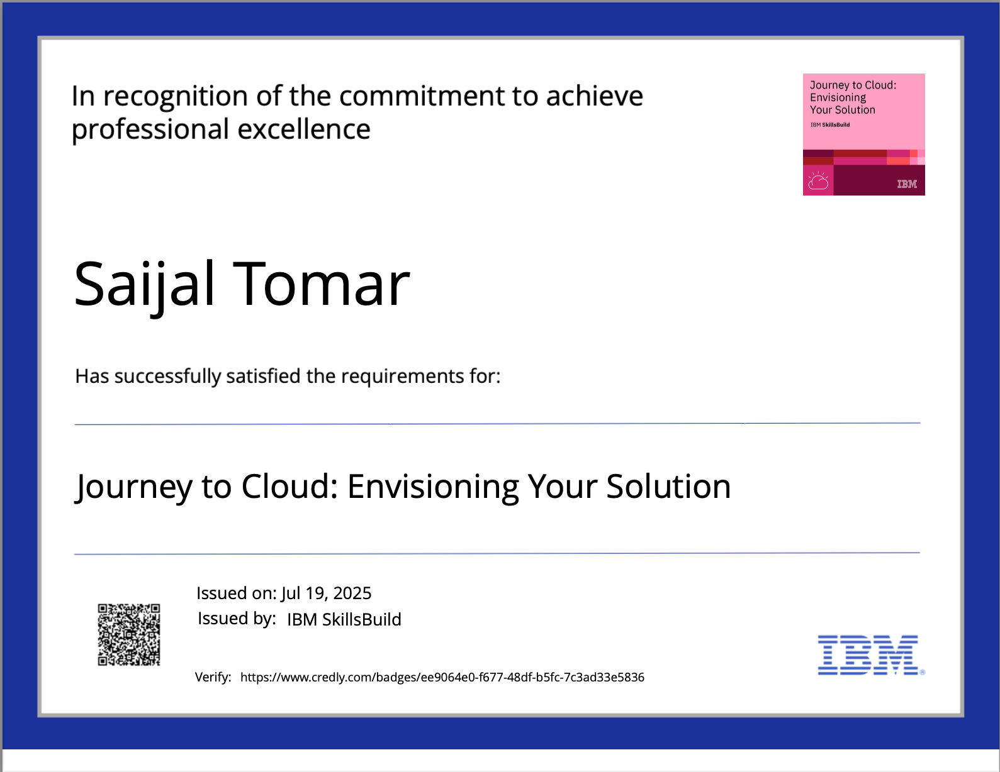 In recognition of the commitment to achieve
professional excellence
Journey to Cloud:
Envisioning
Your Solution
IBM SkillsBuild
IBM
Saijal Tomar
Has successfully satisfied the requirements for:
Journey to Cloud: Envisioning Your Solution
Issued on: Jul 19, 2025
Issued by: IBM SkillsBuild
IBM®
Verify: https://www.credly.com/badges/ee9064e0-f677-48df-b5fc-7c3ad33e5836